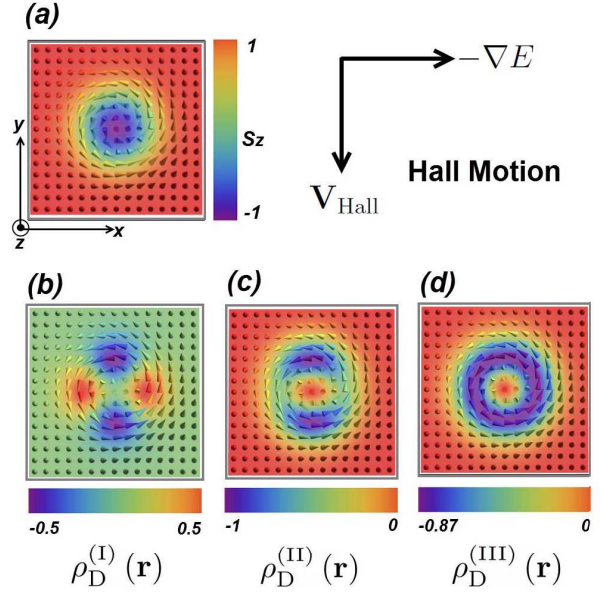 (a)
1
S_z
-1
y
z
x
−∇E
V_Hall
Hall Motion
(b)
(c)
(d)
-0.5 0.5
-1 0
-0.87 0
ρ_D^(I) (r)
ρ_D^(II) (r)
ρ_D^(III) (r)